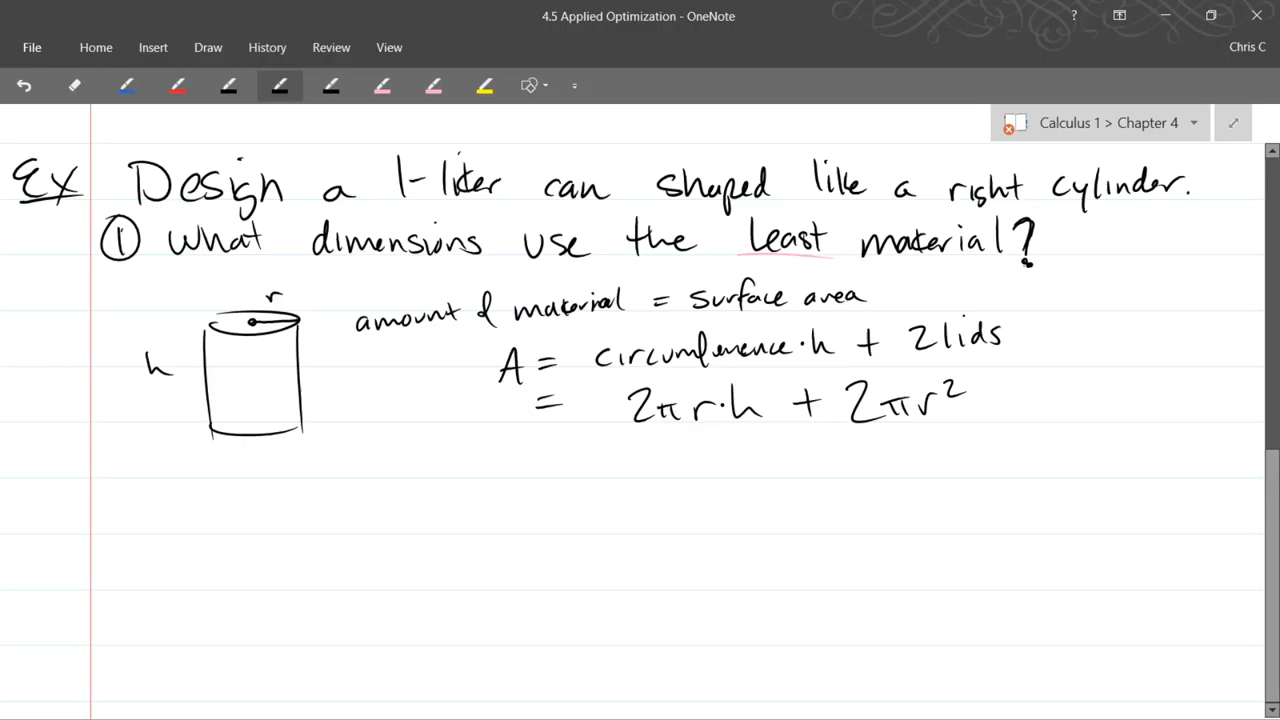 4.5 Applied Optimization - OneNote
?
File Home Insert Draw History Review View
Chris C
Calculus 1 > Chapter 4
Ex Design a 1-liter can shaped like a right cylinder.
① What dimensions use the least material?
r
amount of material = surface area
h
A = circumference·h + 2 lids
= 2πr·h + 2πr²